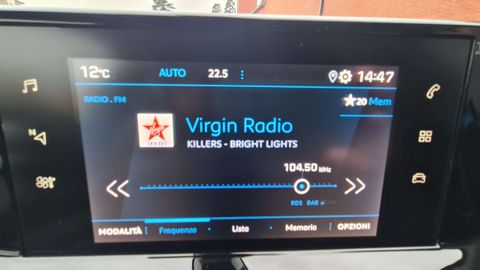 12°C AUTO 22.5 14:47
RADIO . FM
20 Mem
Virgin Radio
KILLERS - BRIGHT LIGHTS
104.50 MHz
RDS DAB
MODALITÀ Frequenza Lista Memoria OPZIONI
N